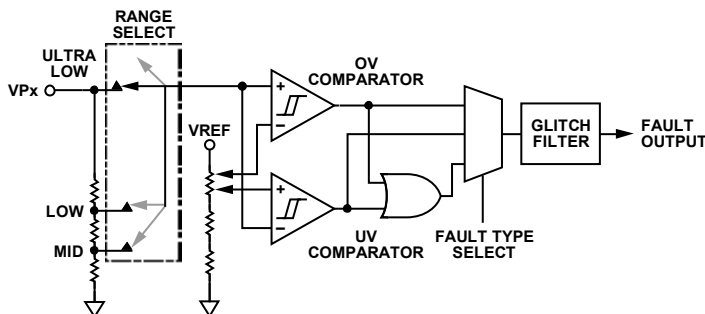 RANGE
SELECT
ULTRA
LOW
VPx
OV
COMPARATOR
VREF
+
−
+
−
GLITCH
FILTER
FAULT
OUTPUT
LOW
MID
UV
COMPARATOR
FAULT TYPE
SELECT